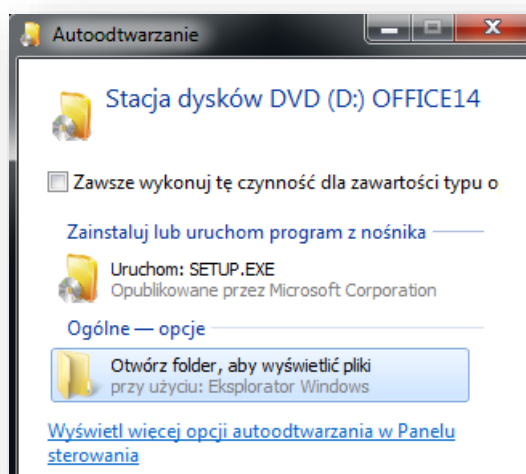 Autoodtwarzanie
Stacja dysków DVD (D:) OFFICE14
Zawsze wykonuj tę czynność dla zawartości typu o
Zainstaluj lub uruchom program z nośnika
Uruchom: SETUP.EXE
Opublikowane przez Microsoft Corporation
Ogólne — opcje
Otwórz folder, aby wyświetlić pliki
przy użyciu: Eksplorator Windows
Wyświetl więcej opcji autoodtwarzania w Panelu
sterowania